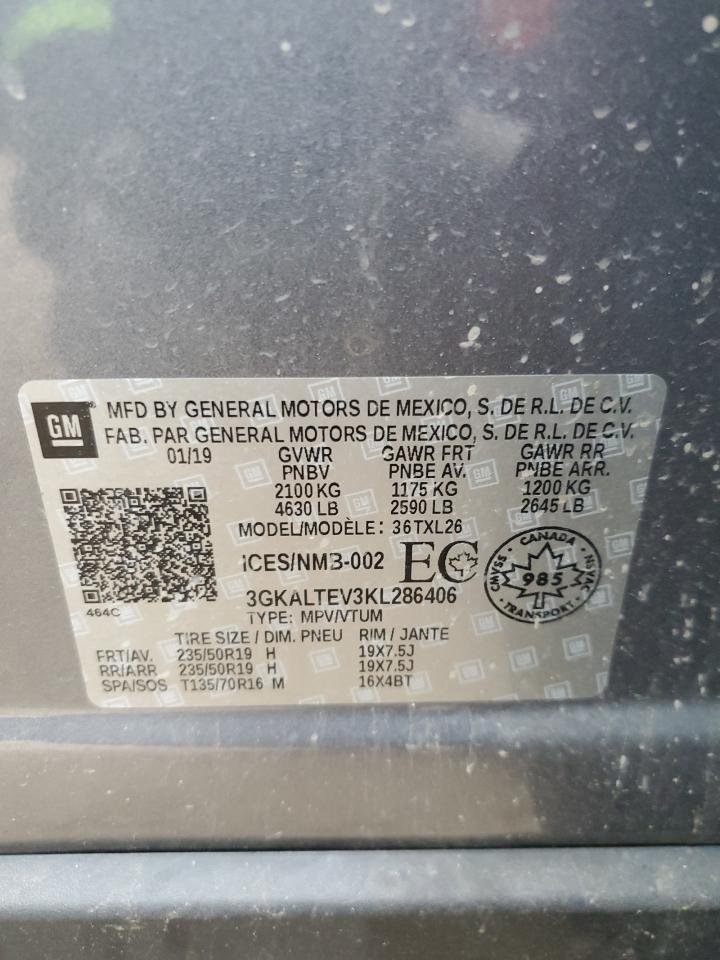 GM
MFD BY GENERAL MOTORS DE MEXICO, S. DE R.L. DE C.V.
FAB. PAR GENERAL MOTORS DE MEXICO, S. DE R.L. DE C.V.
01/19 GVWR GAWR FRT GAWR RR
PNBV PNBE AV. PNBE ARR.
2100 KG 1175 KG 1200 KG
4630 LB 2590 LB 2645 LB
MODEL/MODÈLE: 36TXL26
ICES/NMB-002 EC
CANADA
CMVSS • NSVAC
985
TRANSPORT
464C
3GKALTEV3KL286406
TYPE: MPV/VTUM
TIRE SIZE / DIM. PNEU RIM / JANTE
FRT/AV. 235/50R19 H 19X7.5J
RR/ARR 235/50R19 H 19X7.5J
SPA/SOS T135/70R16 M 16X4BT